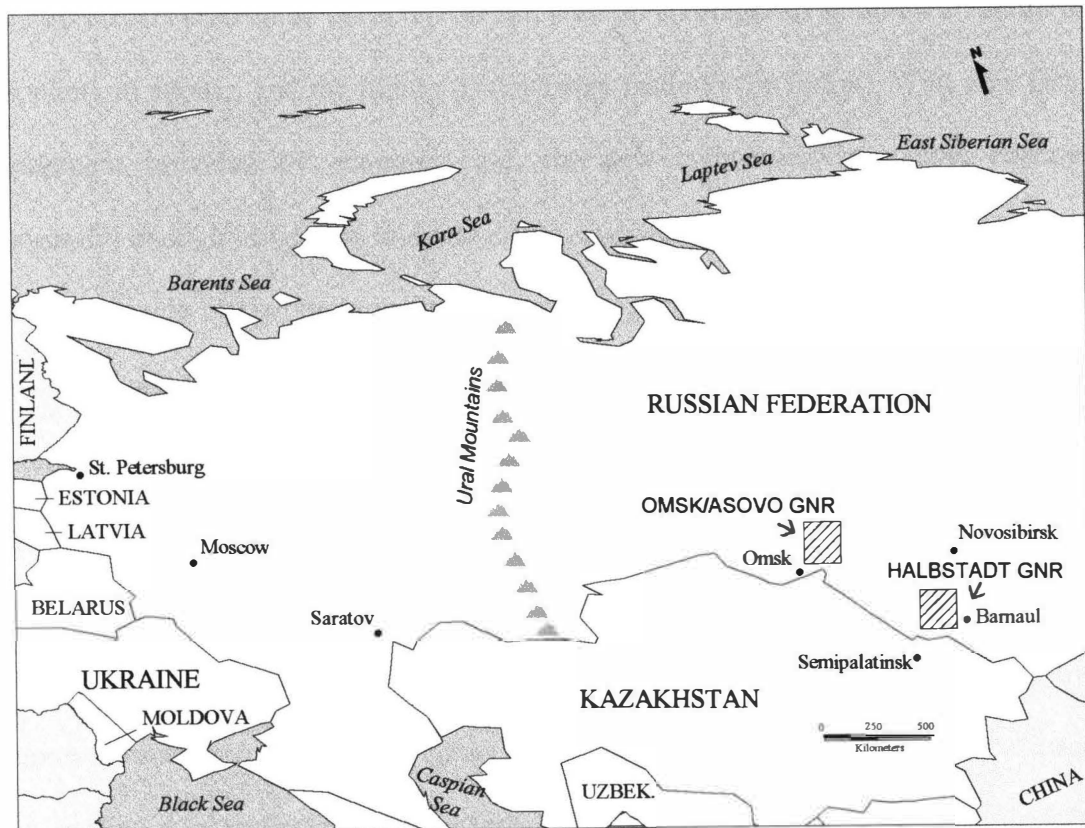 N
East Siberian Sea
Laptev Sea
Kara Sea
Barents Sea
FINLAND
Ural Mountains
RUSSIAN FEDERATION
St. Petersburg
ESTONIA
LATVIA
Moscow
OMSK/ASOVO GNR
Novosibirsk
Omsk
HALBSTADT GNR
BELARUS
Saratov
Barnaul
Semipalatinsk
UKRAINE
KAZAKHSTAN
MOLDOVA
0 250 500
Kilometers
Caspian
Sea
UZBEK.
CHINA
Black Sea